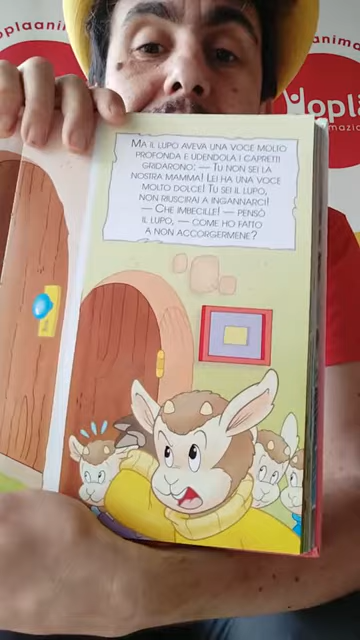 oplaanima
anima
Hopla
mazio
MA IL LUPO AVEVA UNA VOCE MOLTO
PROFONDA E UDENDOLA I CAPRETTI
GRIDARONO: — TU NON SEI LA
NOSTRA MAMMA! LEI HA UNA VOCE
MOLTO DOLCE! TU SEI IL LUPO,
NON RIUSCIRAI A INGANNARCI!
— CHE IMBECILLE! — PENSÒ
IL LUPO, — COME HO FATTO
A NON ACCORGERMENE?